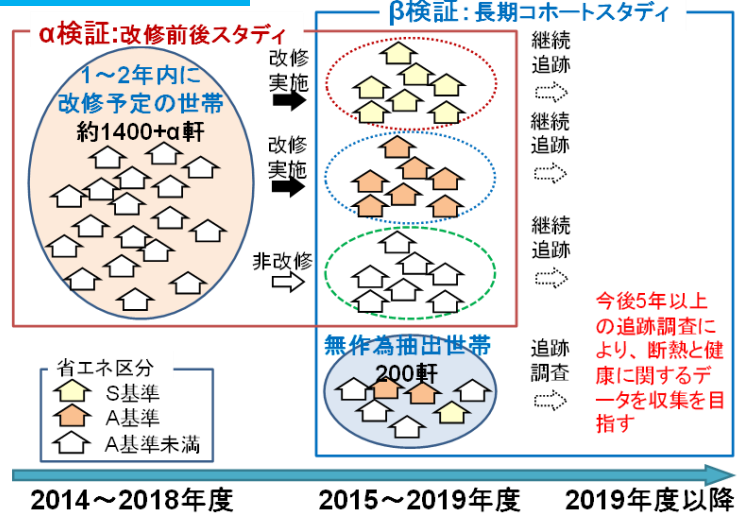 β検証：長期コホートスタディ
α検証:改修前後スタディ
1～2年内に
改修予定の世帯
約1400+α軒
改修
実施
改修
実施
非改修
継続
追跡
継続
追跡
継続
追跡
無作為抽出世帯
200軒
追跡
調査
今後5年以上
の追跡調査に
より、断熱と健
康に関するデ
ータを収集を目
指す
省エネ区分
S基準
A基準
A基準未満
2014～2018年度
2015～2019年度
2019年度以降